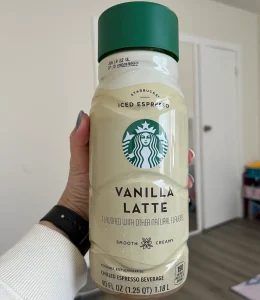 STARBUCKS
ICED ESPRESSO
VANILLA
LATTE
FLAVORED WITH OTHER NATURAL FLAVORS
SMOOTH CREAMY
CHILLED ESPRESSO BEVERAGE
40 FL OZ (1.25 QT) 1.18 L